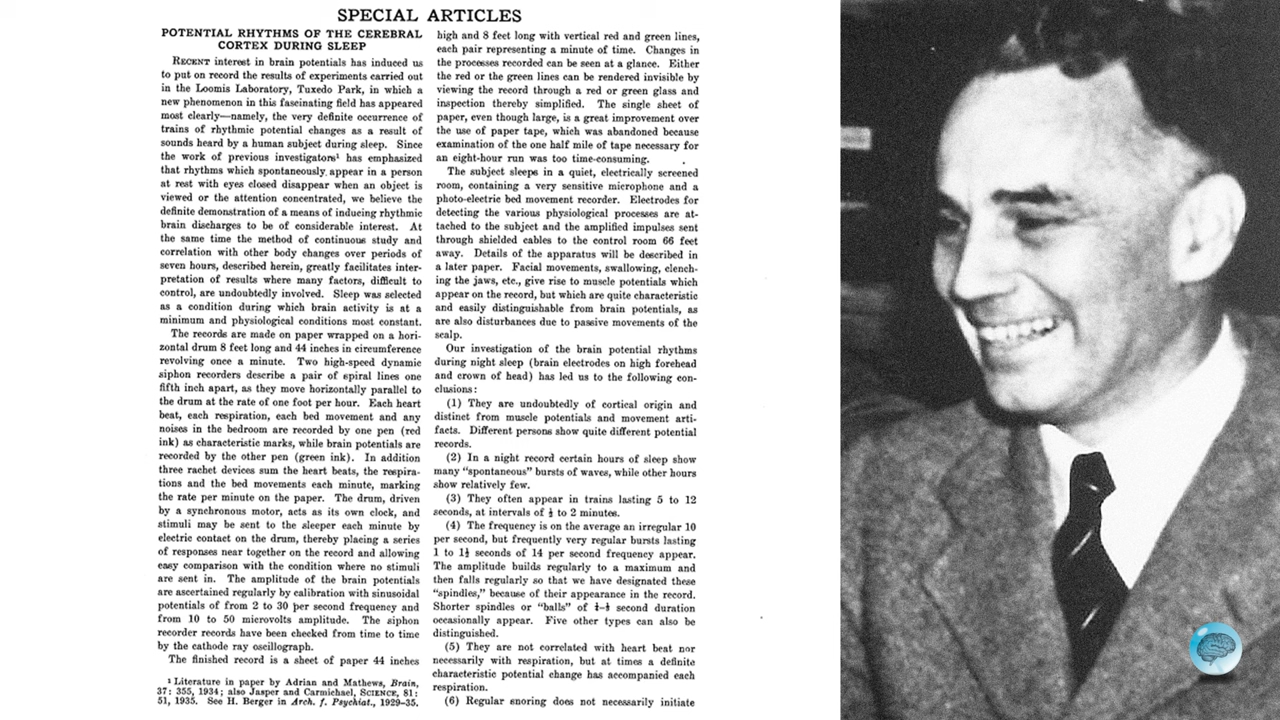 SPECIAL ARTICLES
POTENTIAL RHYTHMS OF THE CEREBRAL
CORTEX DURING SLEEP
RECENT interest in brain potentials has induced us
to put on record the results of experiments carried out
in the Loomis Laboratory, Tuxedo Park, in which a
new phenomenon in this fascinating field has appeared
most clearly—namely, the very definite occurrence of
trains of rhythmic potential changes as a result of
sounds heard by a human subject during sleep. Since
the work of previous investigators¹ has emphasized
that rhythms which spontaneously appear in a person
at rest with eyes closed disappear when an object is
viewed or the attention concentrated, we believe the
definite demonstration of a means of inducing rhythmic
brain discharges to be of considerable interest. At
the same time the method of continuous study and
correlation with other body changes over periods of
seven hours, described herein, greatly facilitates inter-
pretation of results where many factors, difficult to
control, are undoubtedly involved. Sleep was selected
as a condition during which brain activity is at a
minimum and physiological conditions most constant.
The records are made on paper wrapped on a hori-
zontal drum 8 feet long and 44 inches in circumference
revolving once a minute. Two high-speed dynamic
siphon recorders describe a pair of spiral lines one
fifth inch apart, as they move horizontally parallel to
the drum at the rate of one foot per hour. Each heart
beat, each respiration, each bed movement and any
noises in the bedroom are recorded by one pen (red
ink) as characteristic marks, while brain potentials are
recorded by the other pen (green ink). In addition
three rachet devices sum the heart beats, the respira-
tions and the bed movements each minute, marking
the rate per minute on the paper. The drum, driven
by a synchronous motor, acts as its own clock, and
stimuli may be sent to the sleeper each minute by
electric contact on the drum, thereby placing a series
of responses near together on the record and allowing
easy comparison with the condition where no stimuli
are sent in. The amplitude of the brain potentials
are ascertained regularly by calibration with sinusoidal
potentials of from 2 to 30 per second frequency and
from 10 to 50 microvolts amplitude. The siphon
recorder records have been checked from time to time
by the cathode ray oscillograph.
The finished record is a sheet of paper 44 inches
¹ Literature in paper by Adrian and Mathews, Brain,
37: 355, 1934; also Jasper and Carmichael, SCIENCE, 81:
51, 1935. See H. Berger in Arch. f. Psychiat., 1929–35.
high and 8 feet long with vertical red and green lines,
each pair representing a minute of time. Changes in
the processes recorded can be seen at a glance. Either
the red or the green lines can be rendered invisible by
viewing the record through a red or green glass and
inspection thereby simplified. The single sheet of
paper, even though large, is a great improvement over
the use of paper tape, which was abandoned because
examination of the one half mile of tape necessary for
an eight-hour run was too time-consuming.
The subject sleeps in a quiet, electrically screened
room, containing a very sensitive microphone and a
photo-electric bed movement recorder. Electrodes for
detecting the various physiological processes are at-
tached to the subject and the amplified impulses sent
through shielded cables to the control room 66 feet
away. Details of the apparatus will be described in
a later paper. Facial movements, swallowing, clench-
ing the jaws, etc., give rise to muscle potentials which
appear on the record, but which are quite characteristic
and easily distinguishable from brain potentials, as
are also disturbances due to passive movements of the
scalp.
Our investigation of the brain potential rhythms
during night sleep (brain electrodes on high forehead
and crown of head) has led us to the following con-
clusions:
(1) They are undoubtedly of cortical origin and
distinct from muscle potentials and movement arti-
facts. Different persons show quite different potential
records.
(2) In a night record certain hours of sleep show
many "spontaneous" bursts of waves, while other hours
show relatively few.
(3) They often appear in trains lasting 5 to 12
seconds, at intervals of ½ to 2 minutes.
(4) The frequency is on the average an irregular 10
per second, but frequently very regular bursts lasting
1 to 1½ seconds of 14 per second frequency appear.
The amplitude builds regularly to a maximum and
then falls regularly so that we have designated these
"spindles," because of their appearance in the record.
Shorter spindles or "balls" of second duration
occasionally appear. Five other types can also be
distinguished.
(5) They are not correlated with heart beat nor
necessarily with respiration, but at times a definite
characteristic potential change has accompanied each
respiration.
(6) Regular snoring does not necessarily initiate